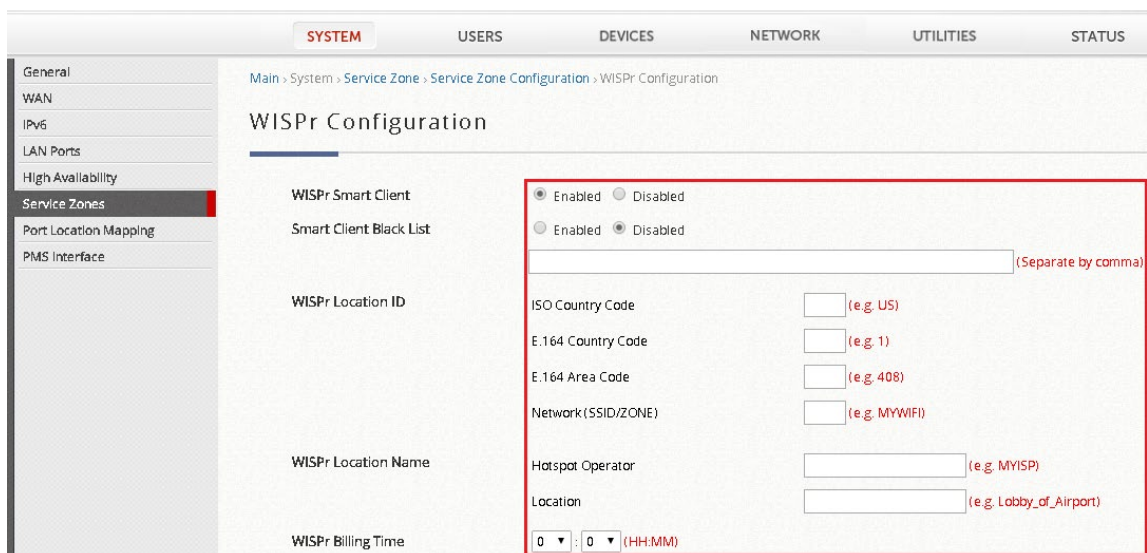 SYSTEM USERS DEVICES NETWORK UTILITIES STATUS
General
WAN
IPv6
LAN Ports
High Availability
Service Zones
Port Location Mapping
PMS Interface
Main › System › Service Zone › Service Zone Configuration › WISPr Configuration
WISPr Configuration
WISPr Smart Client Enabled Disabled
Smart Client Black List Enabled Disabled
(Separate by comma)
WISPr Location ID ISO Country Code (e.g. US)
E.164 Country Code (e.g. 1)
E.164 Area Code (e.g. 408)
Network (SSID/ZONE) (e.g. MYWIFI)
WISPr Location Name Hotspot Operator (e.g. MYISP)
Location (e.g. Lobby_of_Airport)
WISPr Billing Time 0 : 0 (HH:MM)